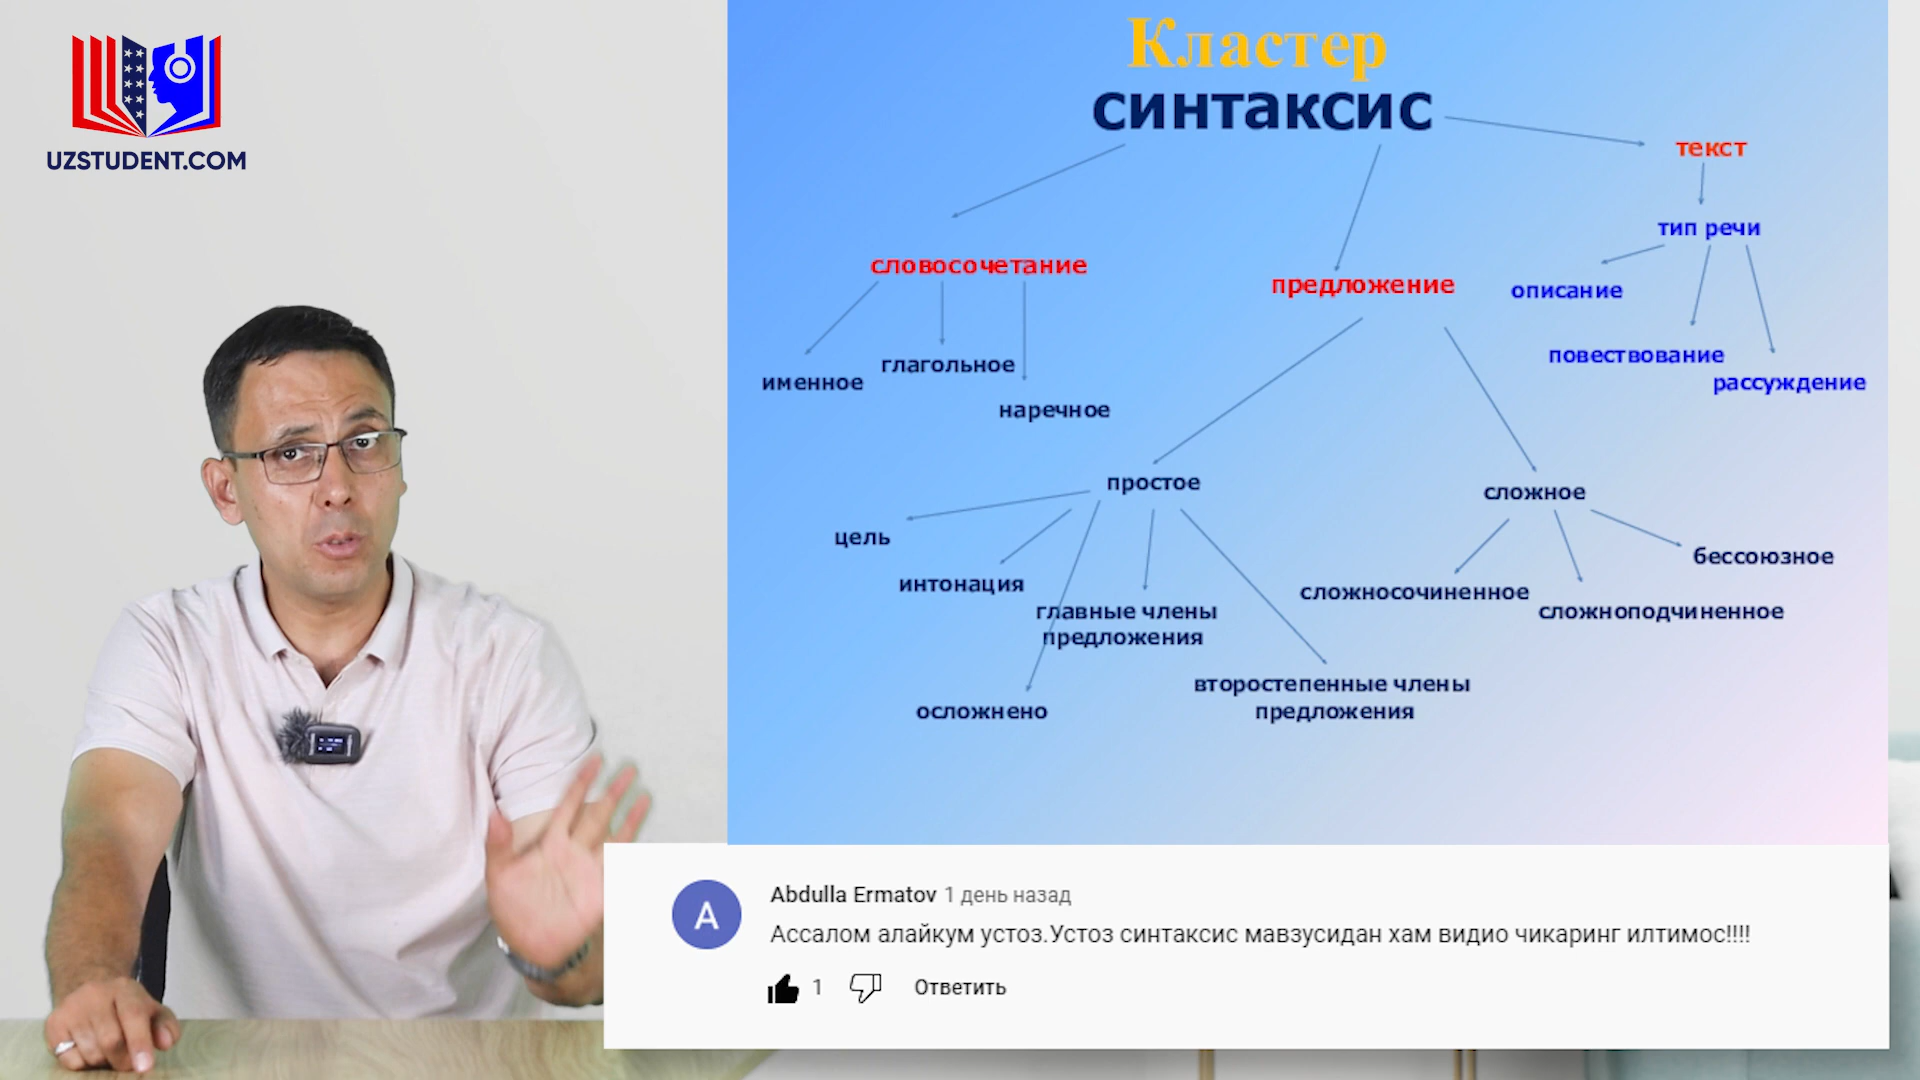 UZSTUDENT.COM
Кластер
синтаксис
текст
тип речи
словосочетание
предложение
описание
повествование
рассуждение
именное
глагольное
наречное
простое
сложное
цель
интонация
главные члены
предложения
осложнено
второстепенные члены
предложения
сложносочиненное
сложноподчиненное
бессоюзное
A
Abdulla Ermatov 1 день назад
Ассалом алайкум устоз.Устоз синтаксис мавзусидан хам видио чикаринг илтимос!!!!
1 Ответить